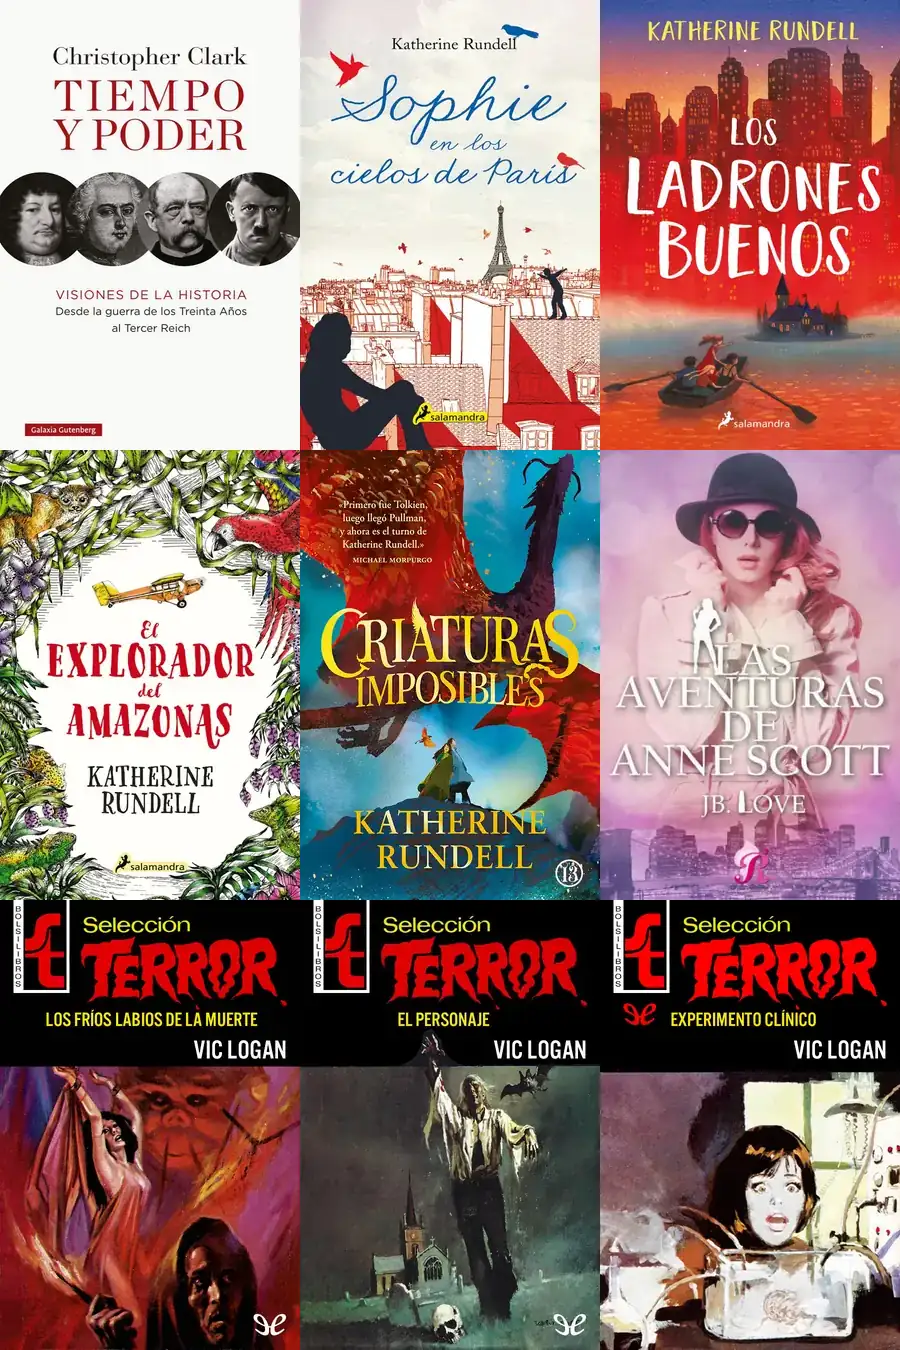 Christopher Clark
TIEMPO
Y PODER
VISIONES DE LA HISTORIA
Desde la guerra de los Treinta Años
al Tercer Reich
Galaxia Gutenberg
Katherine Rundell
Sophie
en los
cielos de París
salamandra
KATHERINE RUNDELL
LOS
LADRONES
BUENOS
salamandra
El
EXPLORADOR
del
AMAZONAS
KATHERINE
RUNDELL
salamandra
«Primero fue Tolkien,
luego llegó Pullman,
y ahora es el turno de
Katherine Rundell.»
MICHAEL MORPURGO
CRIATURAS
IMPOSIBLES
KATHERINE
RUNDELL
13
LAS
AVENTURAS
DE
ANNE SCOTT
JB. LOVE
R
BOLSILIBROS
Selección
TERROR
LOS FRÍOS LABIOS DE LA MUERTE
VIC LOGAN
BOLSILIBROS
Selección
TERROR
EL PERSONAJE
VIC LOGAN
BOLSILIBROS
Selección
TERROR
EXPERIMENTO CLÍNICO
VIC LOGAN